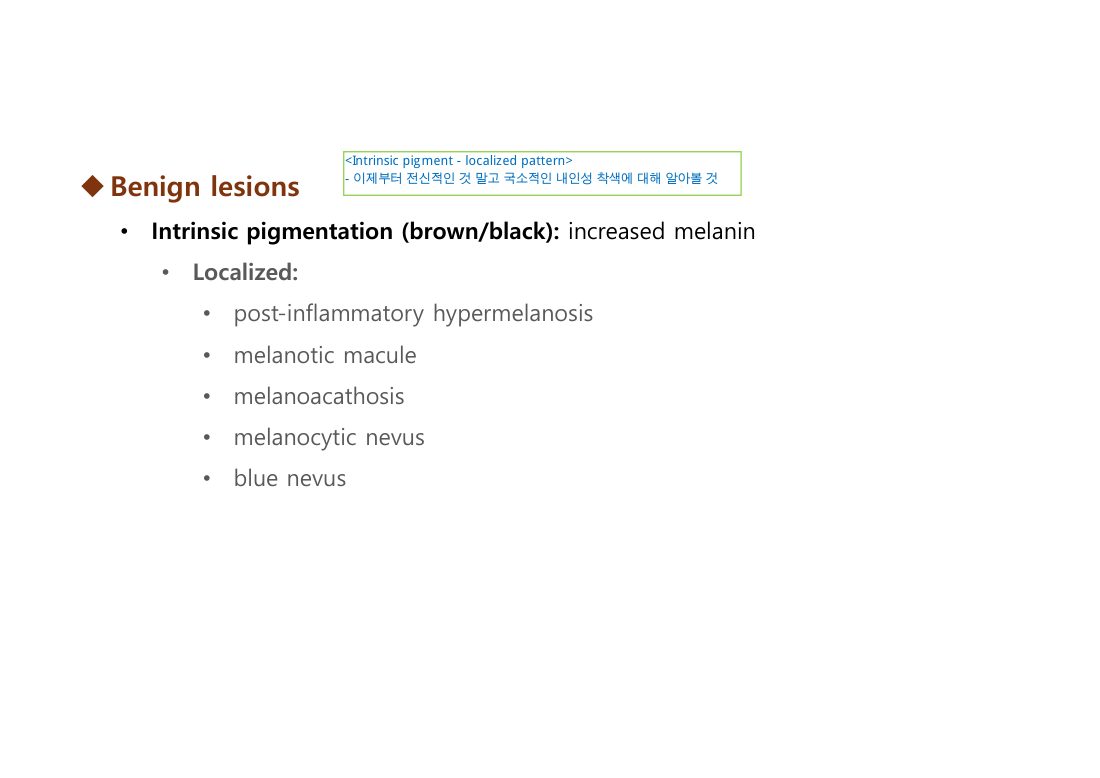 <Intrinsic pigment - localized pattern>
- 이제부터 전신적인 것 말고 국소적인 내인성 착색에 대해 알아볼 것
◆ Benign lesions
• Intrinsic pigmentation (brown/black): increased melanin
• Localized:
• post-inflammatory hypermelanosis
• melanotic macule
• melanoacathosis
• melanocytic nevus
• blue nevus